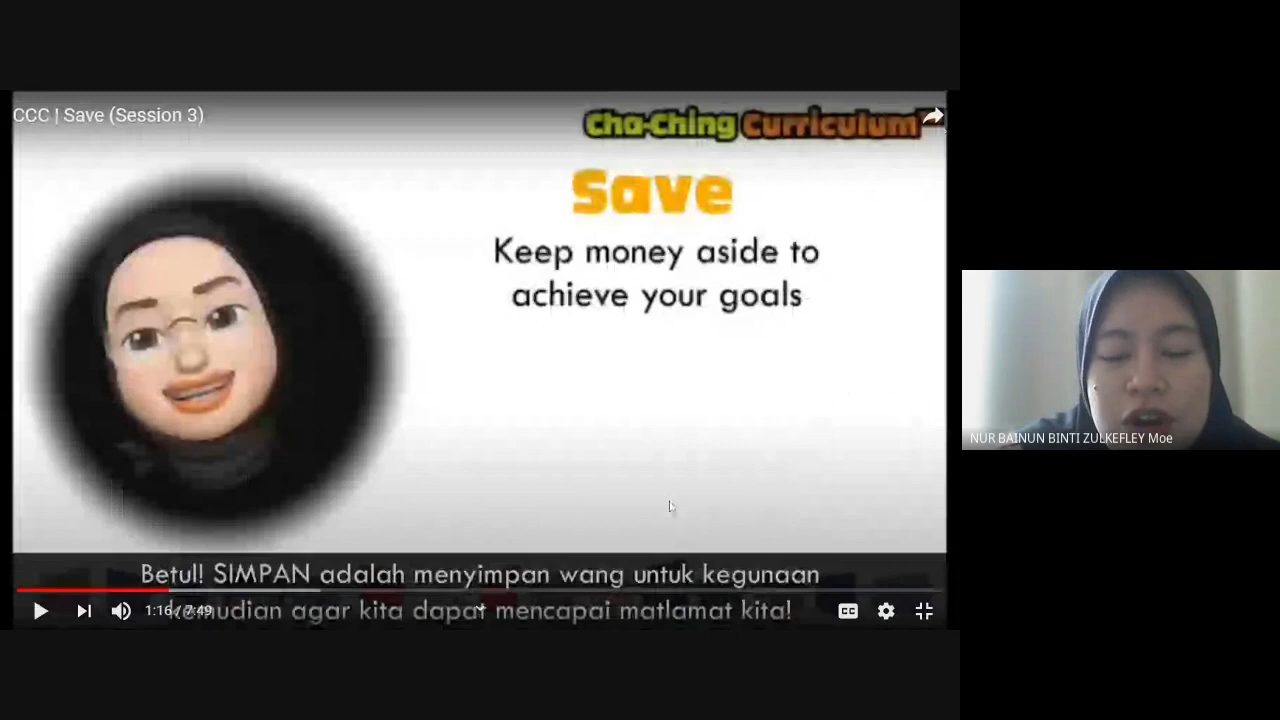 CCC | Save (Session 3)
Cha-Ching Curriculum
Save
Keep money aside to
achieve your goals
Betul! SIMPAN adalah menyimpan wang untuk kegunaan
kemudian agar kita dapat mencapai matlamat kita!
1:16 / 7:49
CC
NUR BAINUN BINTI ZULKEFLEY Moe